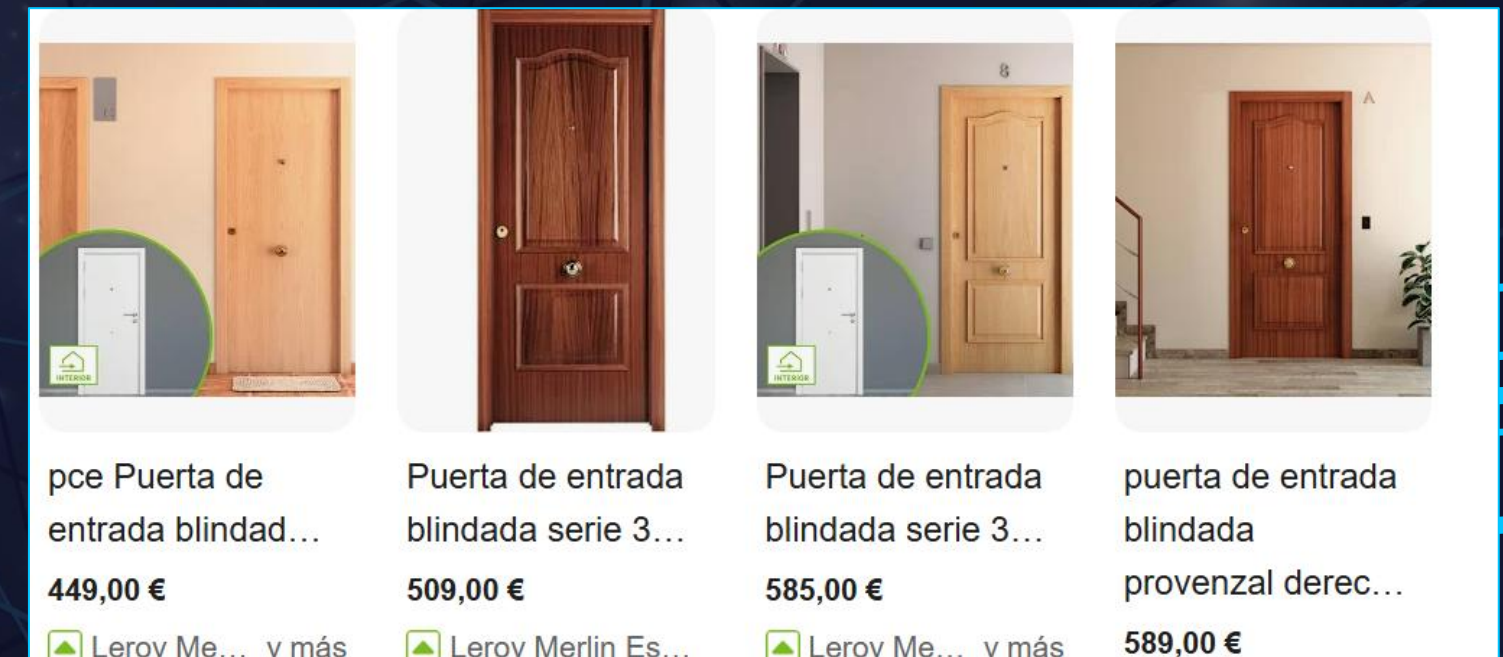 INTERIOR
8
INTERIOR
A
pce Puerta de
entrada blindad...
449,00 €
Leroy Me... y más
Puerta de entrada
blindada serie 3...
509,00 €
Leroy Merlin Es...
Puerta de entrada
blindada serie 3...
585,00 €
Leroy Me... y más
puerta de entrada
blindada
provenzal derec...
589,00 €